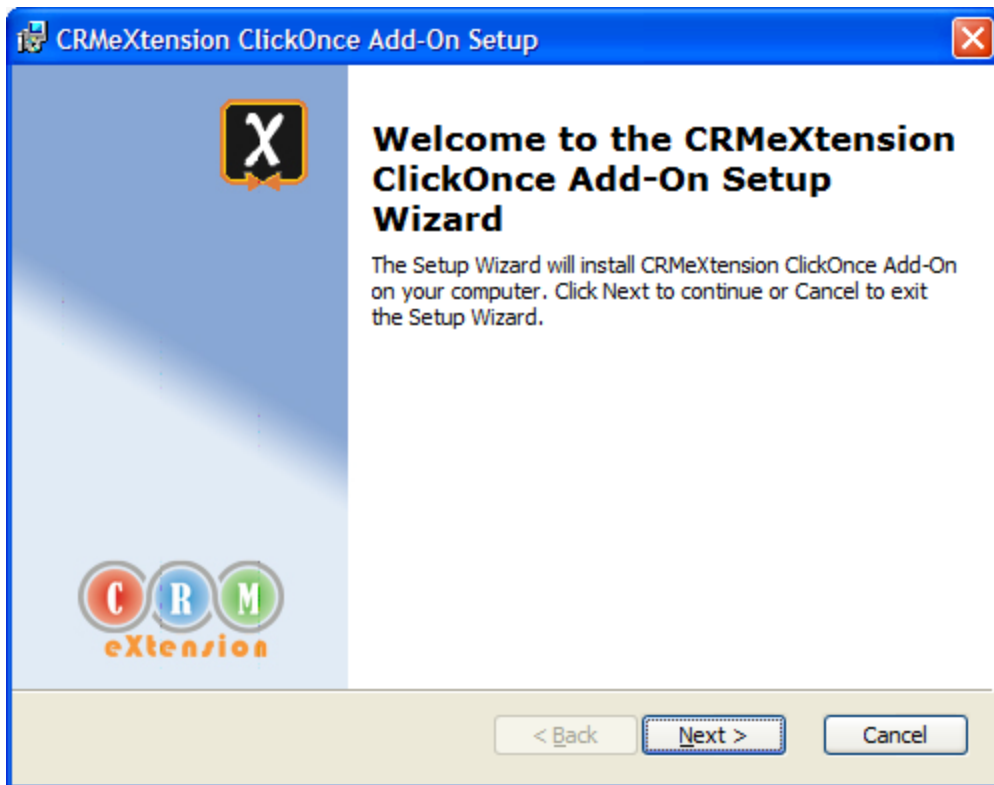 CRMeXtension ClickOnce Add-On Setup
X
Welcome to the CRMeXtension
ClickOnce Add-On Setup
Wizard
The Setup Wizard will install CRMeXtension ClickOnce Add-On
on your computer. Click Next to continue or Cancel to exit
the Setup Wizard.
C R M
eXtension
< Back Next > Cancel